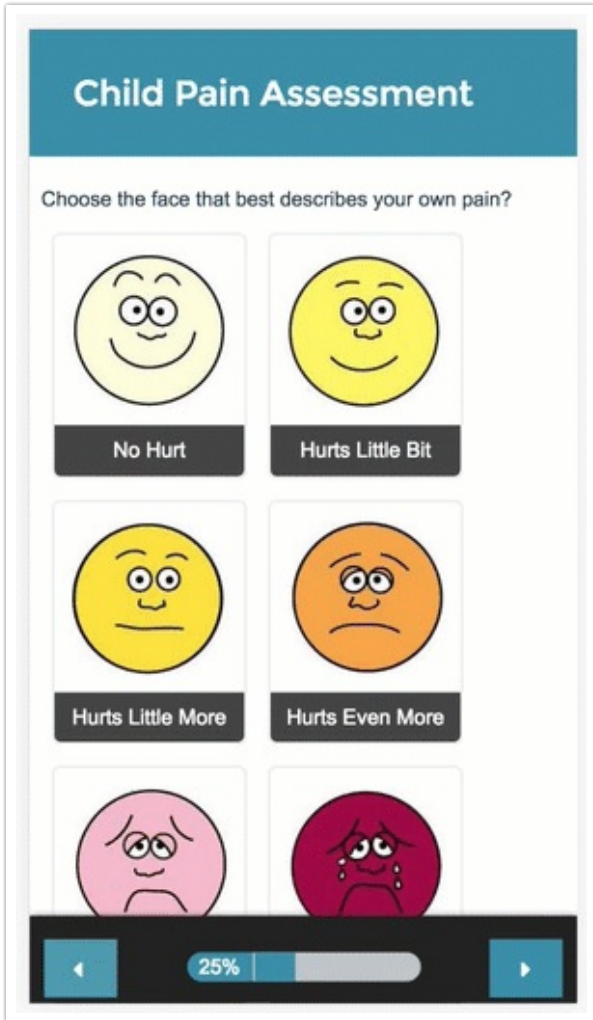 Child Pain Assessment
Choose the face that best describes your own pain?
No Hurt
Hurts Little Bit
Hurts Little More
Hurts Even More
25%